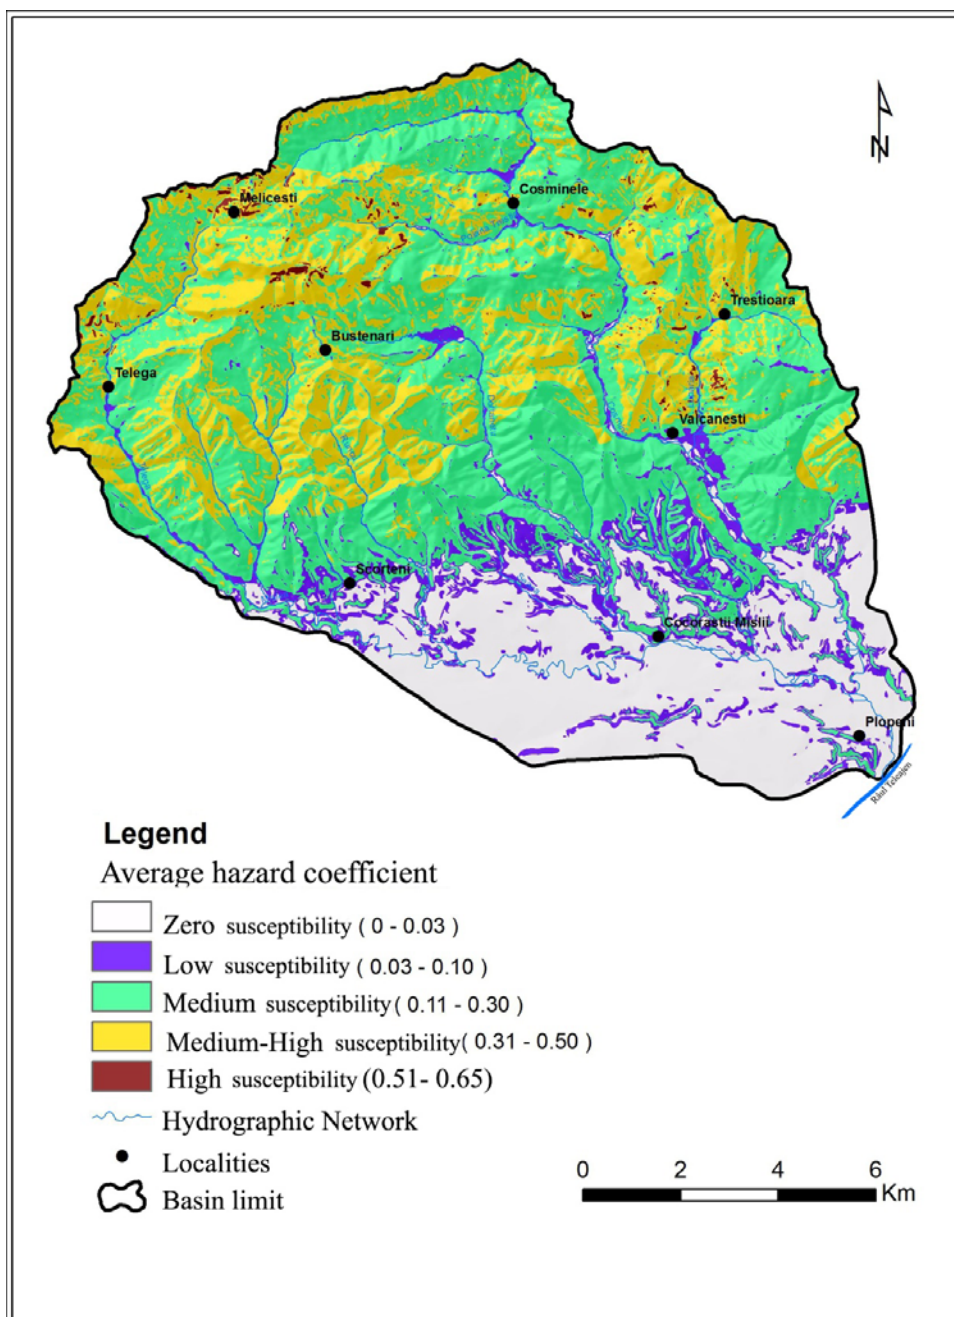 N
Melicesti
Cosminele
Trestioara
Bustenari
Telega
Valcanesti
Scorteni
Cocorastii Mislii
Plopeni
Râul Teleajen
Legend
Average hazard coefficient
Zero susceptibility ( 0 - 0.03 )
Low susceptibility ( 0.03 - 0.10 )
Medium susceptibility ( 0.11 - 0.30 )
Medium-High susceptibility( 0.31 - 0.50 )
High susceptibility (0.51- 0.65)
Hydrographic Network
Localities
Basin limit
0 2 4 6
Km